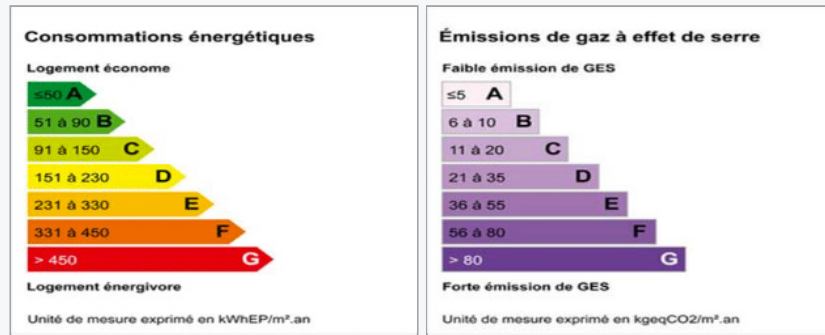 Consommations énergétiques
Logement économe
≤50 A
51 à 90 B
91 à 150 C
151 à 230 D
231 à 330 E
331 à 450 F
> 450 G
Logement énergivore
Unité de mesure exprimé en kWhEP/m².an
Émissions de gaz à effet de serre
Faible émission de GES
≤5 A
6 à 10 B
11 à 20 C
21 à 35 D
36 à 55 E
56 à 80 F
> 80 G
Forte émission de GES
Unité de mesure exprimé en kgeqCO2/m².an